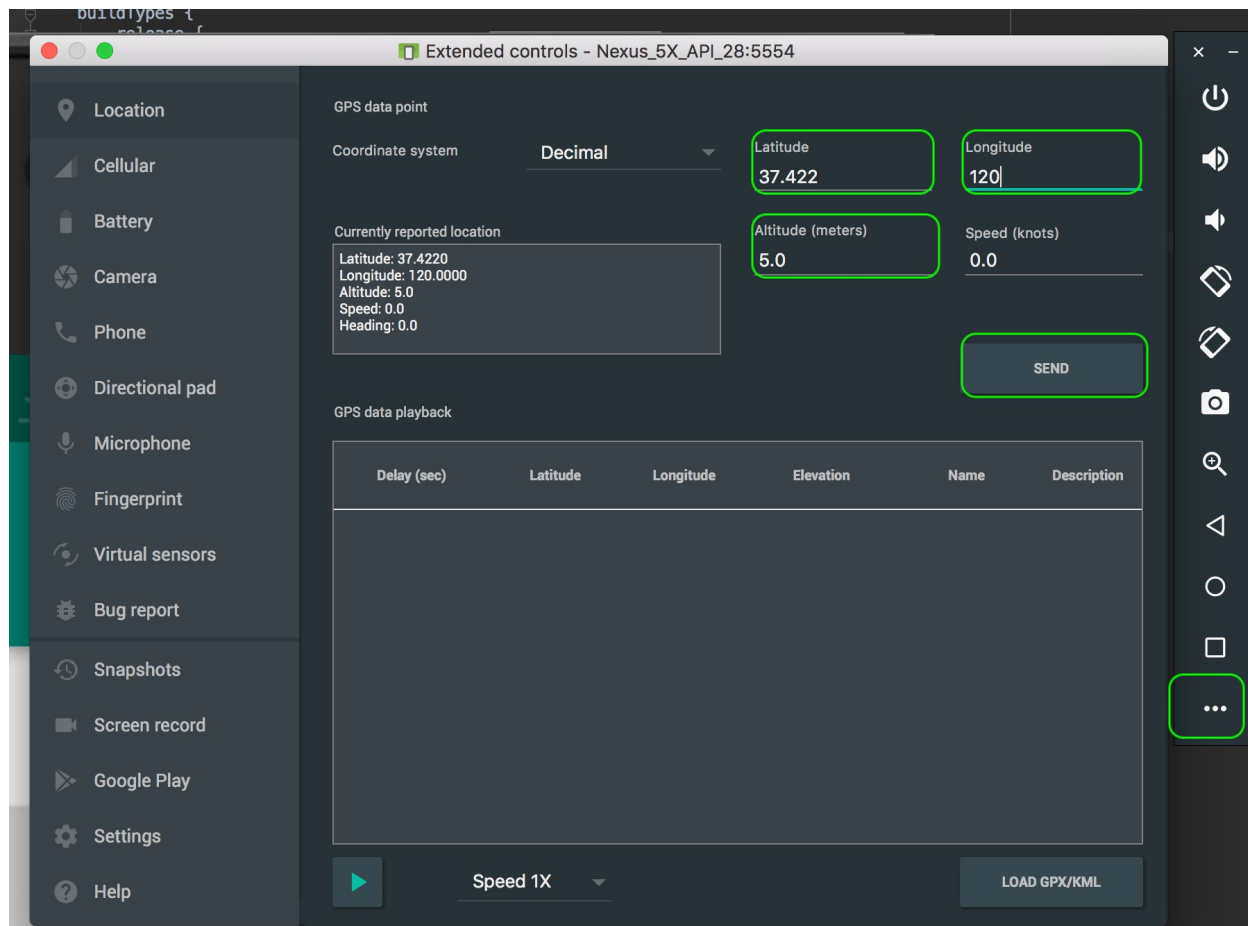 buildTypes {
release {
Extended controls - Nexus_5X_API_28:5554
Location
Cellular
Battery
Camera
Phone
Directional pad
Microphone
Fingerprint
Virtual sensors
Bug report
Snapshots
Screen record
Google Play
Settings
Help
GPS data point
Coordinate system
Decimal
Latitude
37.422
Longitude
120
Currently reported location
Latitude: 37.4220
Longitude: 120.0000
Altitude: 5.0
Speed: 0.0
Heading: 0.0
Altitude (meters)
5.0
Speed (knots)
0.0
SEND
GPS data playback
Delay (sec) Latitude Longitude Elevation Name Description
Speed 1X
LOAD GPX/KML